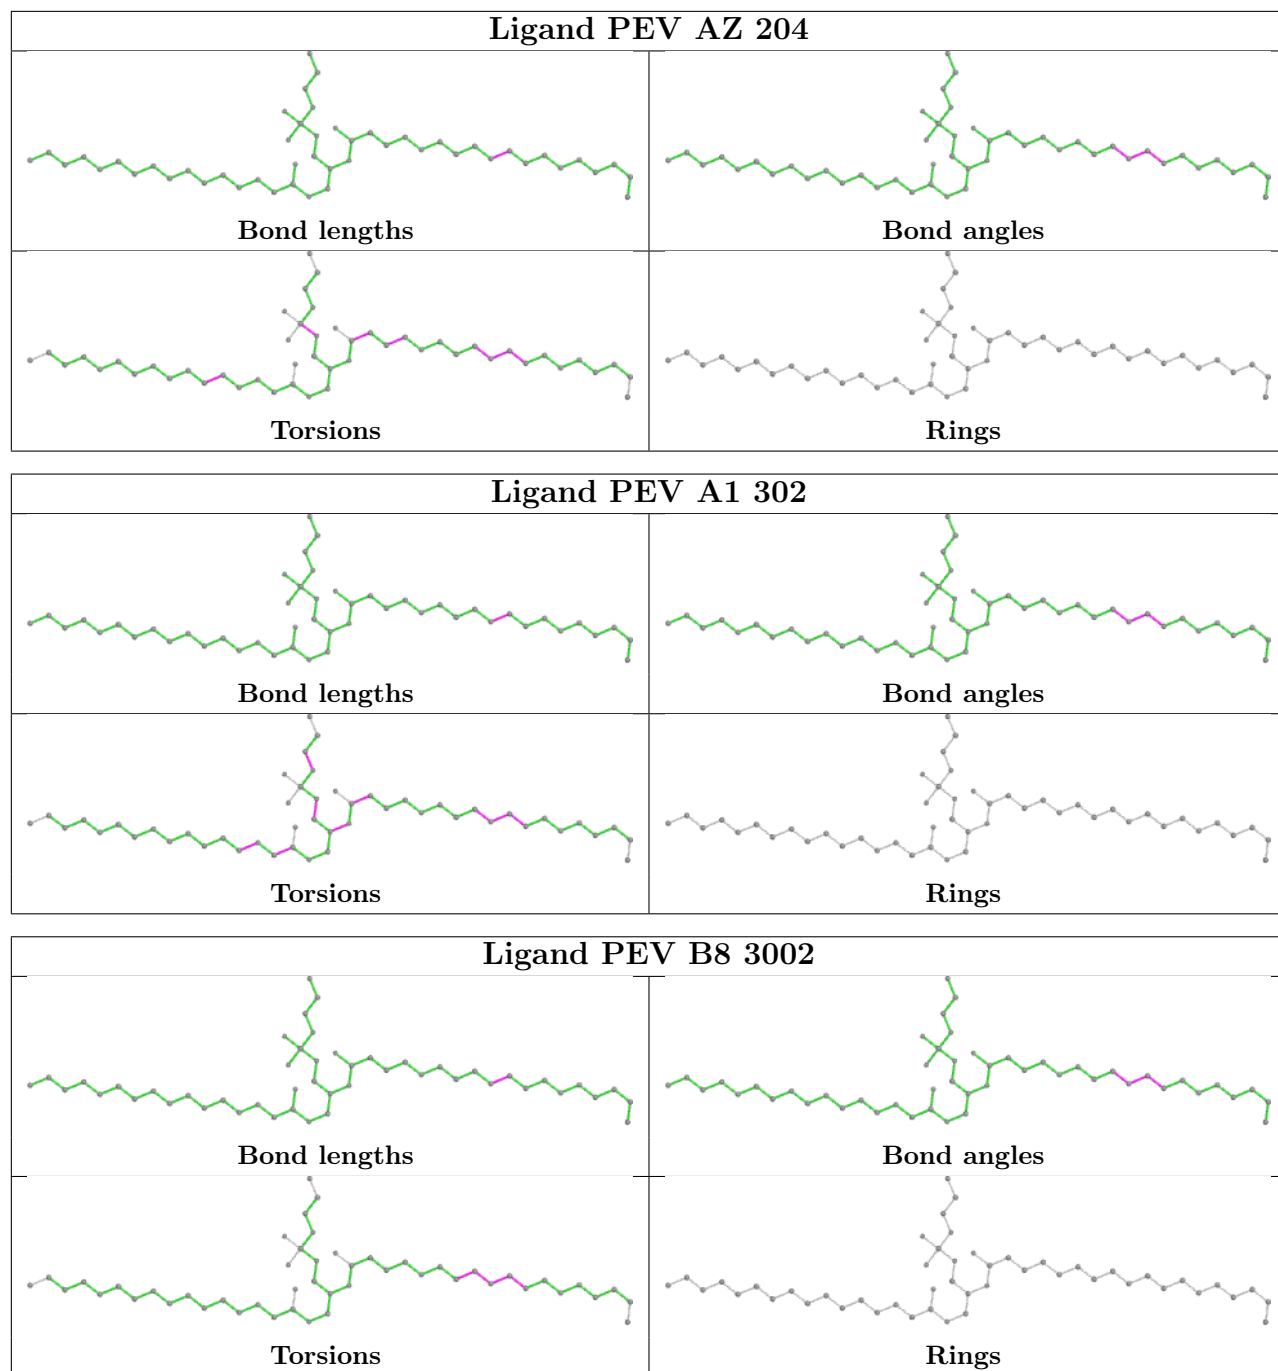 Ligand PEV AZ 204
Bond lengths
Bond angles
Torsions
Rings
Ligand PEV A1 302
Bond lengths
Bond angles
Torsions
Rings
Ligand PEV B8 3002
Bond lengths
Bond angles
Torsions
Rings